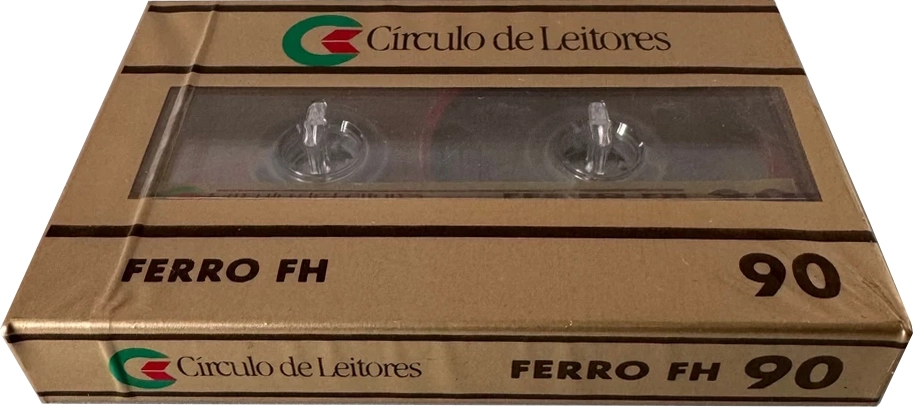 Círculo de Leitores
FERRO FH 90
Círculo de Leitores FERRO FH 90